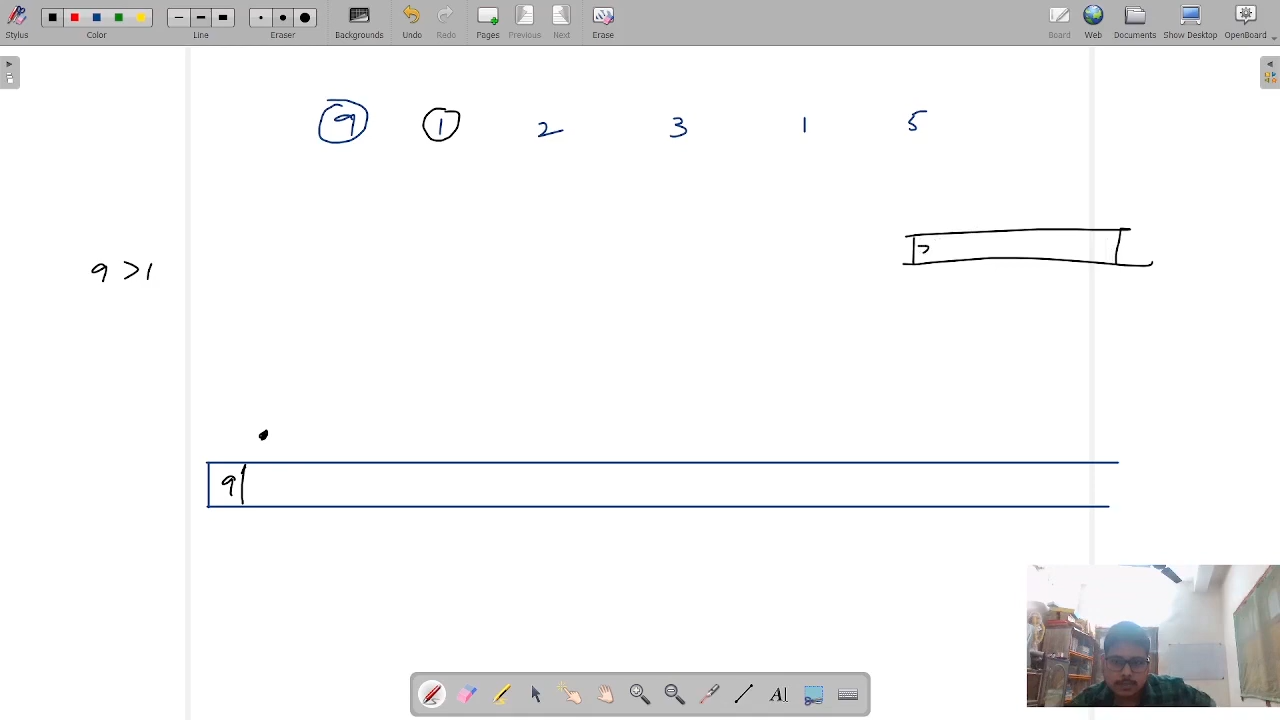 Stylus Color Line Eraser Backgrounds Undo Redo Pages Previous Next Erase Board Web Documents Show Desktop OpenBoard
9 1 2 3 1 5
9 > 1
9
AI